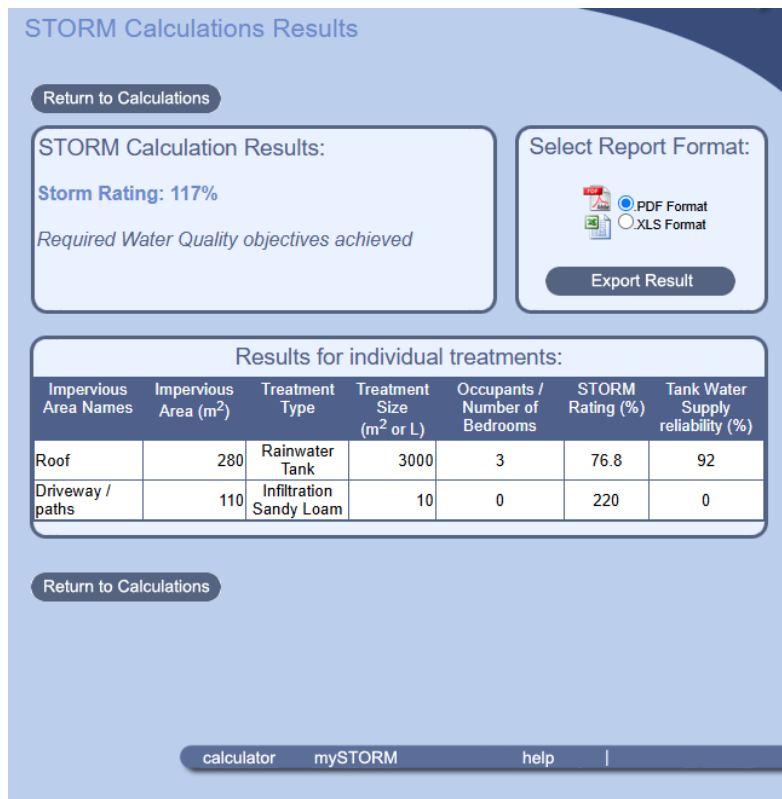 STORM Calculations Results
Return to Calculations
STORM Calculation Results:
Storm Rating: 117%
Required Water Quality objectives achieved
Select Report Format:
PDF
.PDF Format
.XLS Format
Export Result
Results for individual treatments:
Impervious Area Names
Impervious Area (m²)
Treatment Type
Treatment Size (m² or L)
Occupants / Number of Bedrooms
STORM Rating (%)
Tank Water Supply reliability (%)
Roof 280 Rainwater Tank 3000 3 76.8 92
Driveway / paths 110 Infiltration Sandy Loam 10 0 220 0
Return to Calculations
calculator mySTORM help |